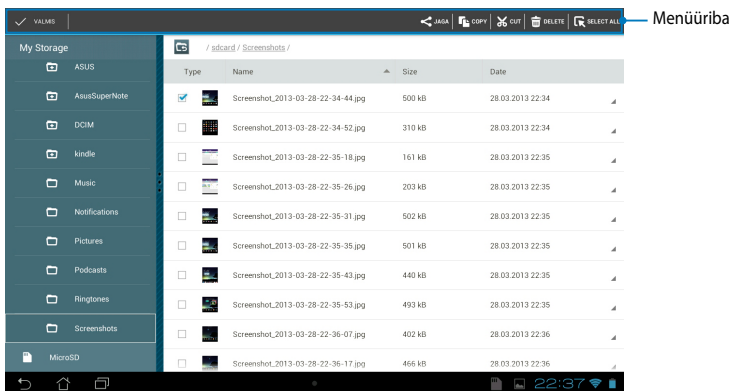 VALMIS JAGA COPY CUT DELETE SELECT ALL Menüüriba
My Storage / sdcard / Screenshots /
ASUS
Type Name Size Date
AsusSuperNote
Screenshot_2013-03-28-22-34-44.jpg 500 kB 28.03.2013 22:34
DCIM
Screenshot_2013-03-28-22-34-52.jpg 310 kB 28.03.2013 22:34
kindle
Screenshot_2013-03-28-22-35-18.jpg 161 kB 28.03.2013 22:35
Music
Screenshot_2013-03-28-22-35-26.jpg 203 kB 28.03.2013 22:35
Notifications
Screenshot_2013-03-28-22-35-31.jpg 502 kB 28.03.2013 22:35
Pictures
Screenshot_2013-03-28-22-35-35.jpg 501 kB 28.03.2013 22:35
Podcasts
Screenshot_2013-03-28-22-35-43.jpg 440 kB 28.03.2013 22:35
Ringtones
Screenshot_2013-03-28-22-35-53.jpg 493 kB 28.03.2013 22:35
Screenshots
Screenshot_2013-03-28-22-36-07.jpg 402 kB 28.03.2013 22:36
MicroSD
Screenshot_2013-03-28-22-36-17.jpg 466 kB 28.03.2013 22:36
22:37